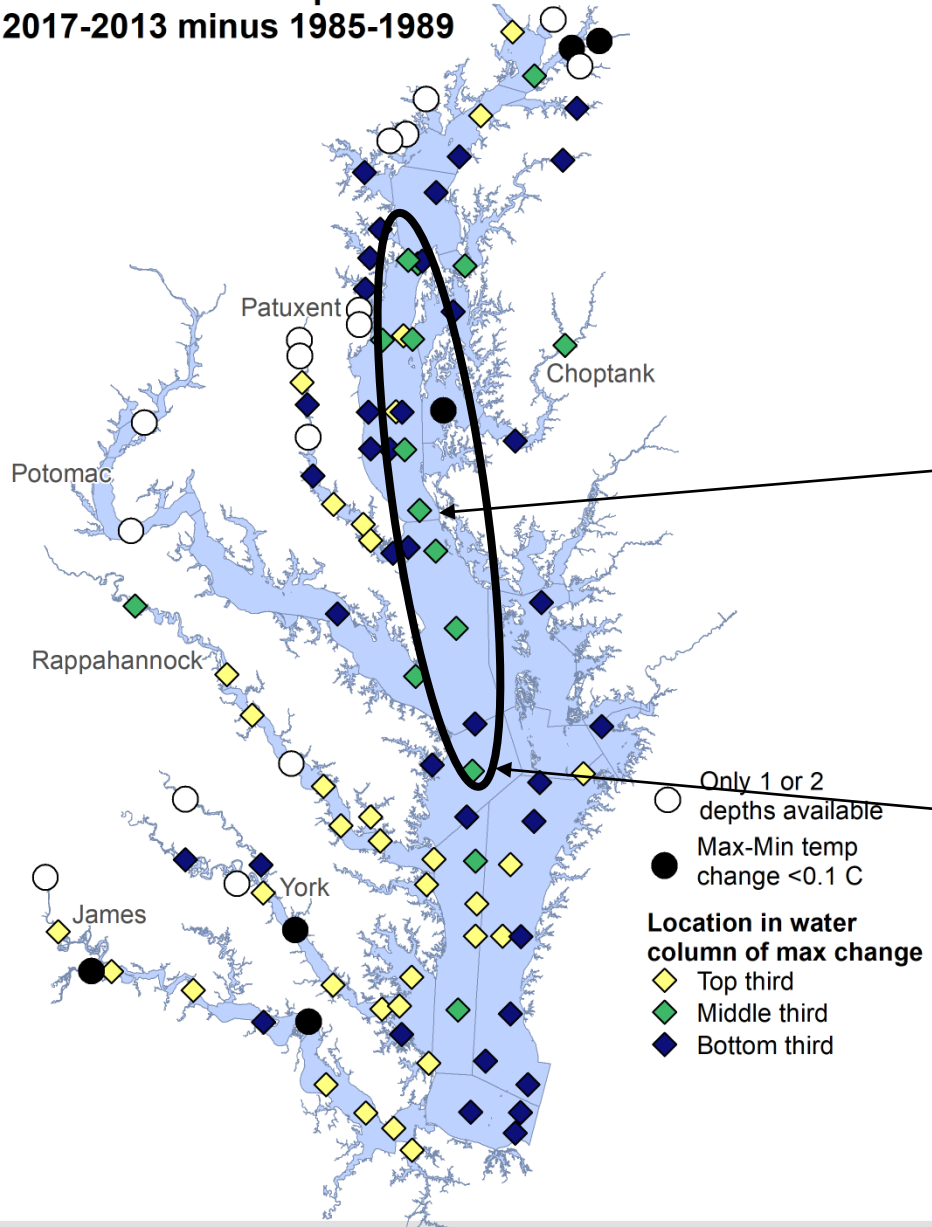 2017-2013 minus 1985-1989
Patuxent
Choptank
Potomac
Rappahannock
Only 1 or 2
depths available
Max-Min temp
change <0.1 C
York
James
Location in water
column of max change
Top third
Middle third
Bottom third